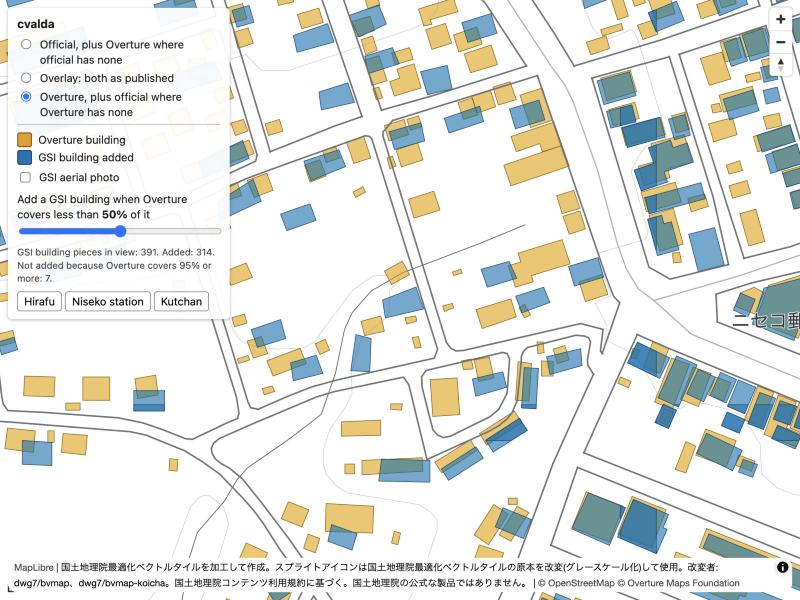 cvalda
Official, plus Overture where
official has none
Overlay: both as published
Overture, plus official where
Overture has none
Overture building
GSI building added
GSI aerial photo
Add a GSI building when Overture
covers less than 50% of it
GSI building pieces in view: 391. Added: 314.
Not added because Overture covers 95% or
more: 7.
Hirafu
Niseko station
Kutchan
ニセコ郵
MapLibre | 国土地理院最適化ベクトルタイルを加工して作成。スプライトアイコンは国土地理院最適化ベクトルタイルの原本を改変(グレースケール化)して使用。改変者:
dwg7/bvmap、dwg7/bvmap-koicha。国土地理院コンテンツ利用規約に基づく。国土地理院の公式な製品ではありません。 | © OpenStreetMap © Overture Maps Foundation